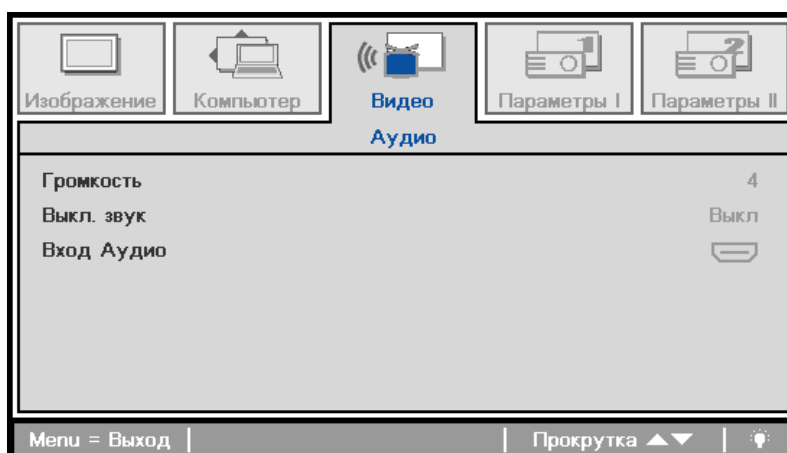 Изображение
Компьютер
Видео
Параметры I
Параметры II
Аудио
Громкость 4
Выкл. звук Выкл
Вход Аудио
Menu = Выход | | Прокрутка ▲▼ |